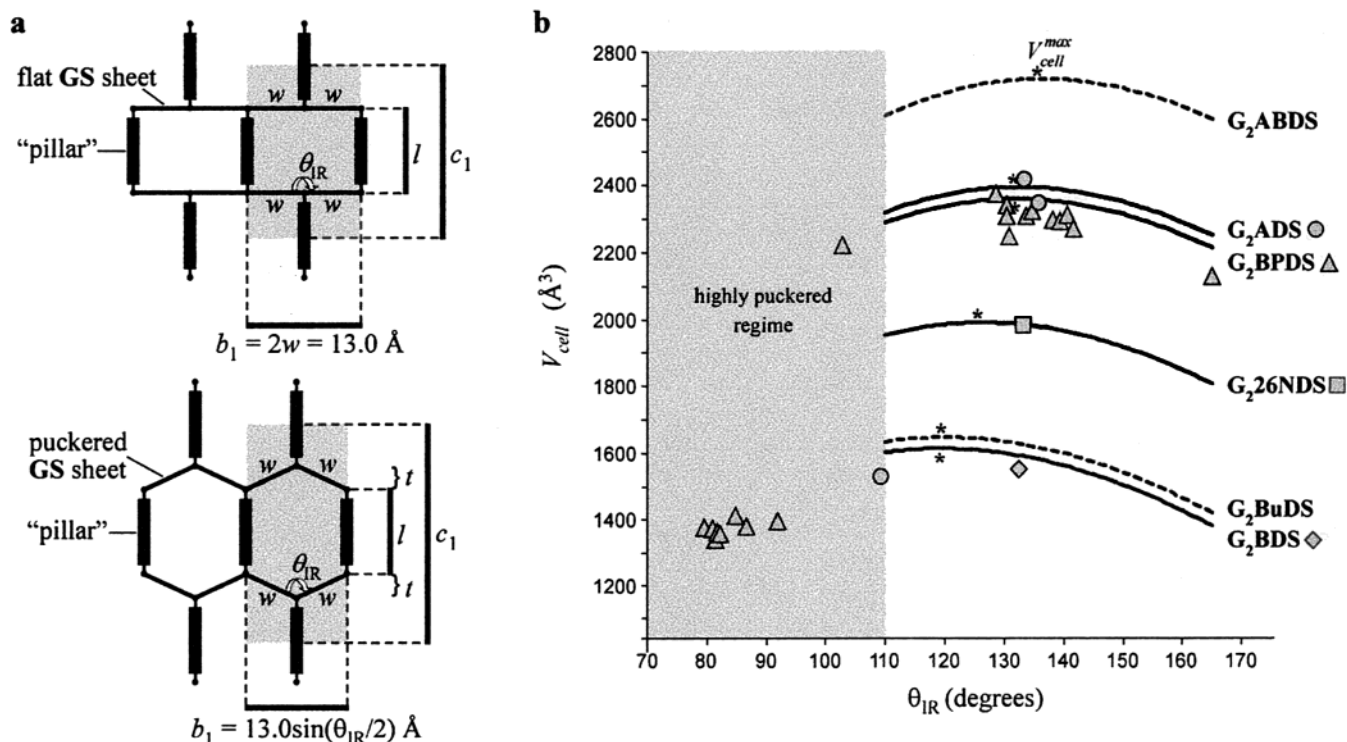 a
flat GS sheet
"pillar"
w w
θIR
w w
l
c1
b1 = 2w = 13.0 Å
puckered
GS sheet
"pillar"
w w
θIR
w w
} t
l
} t
c1
b1 = 13.0sin(θIR/2) Å
b
Vcell (Å3)
2800
2600
2400
2200
2000
1800
1600
1400
1200
70 80 90 100 110 120 130 140 150 160 170
θIR (degrees)
highly puckered
regime
Vcell max
*
*
*
*
*
*
G2ABDS
G2ADS
G2BPDS
G226NDS
G2BuDS
G2BDS